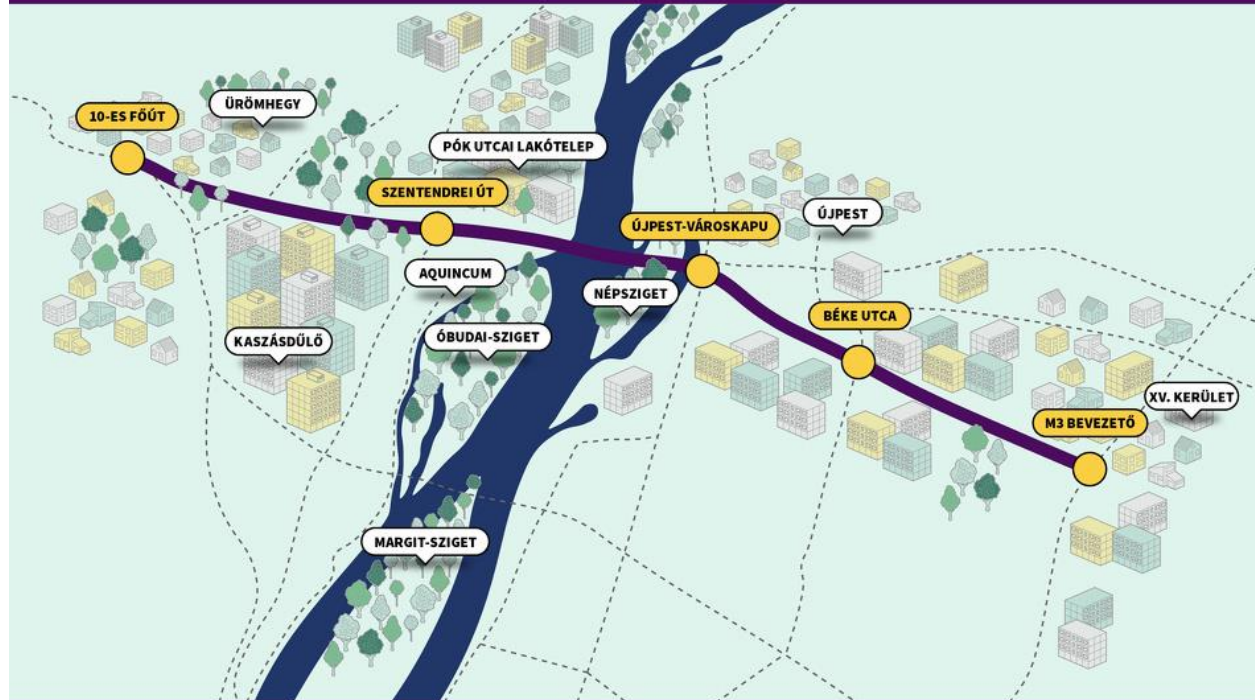 10-ES FŐÚT
ÜRÖMHEGY
PÓK UTCAI LAKÓTELEP
SZENTENDREI ÚT
ÚJPEST-VÁROSKAPU
ÚJPEST
AQUINCUM
NÉPSZIGET
BÉKE UTCA
KASZÁSDŰLŐ
ÓBUDAI-SZIGET
XV. KERÜLET
M3 BEVEZETŐ
MARGIT-SZIGET